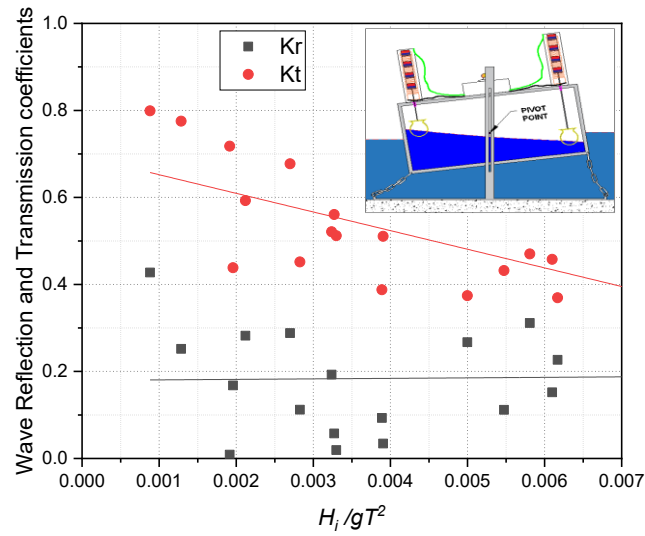 Wave Reflection and Transmission coefficients
1.0
0.8
0.6
0.4
0.2
0.0
Kr
Kt
PIVOT
POINT
0.000 0.001 0.002 0.003 0.004 0.005 0.006 0.007
H_i /gT²